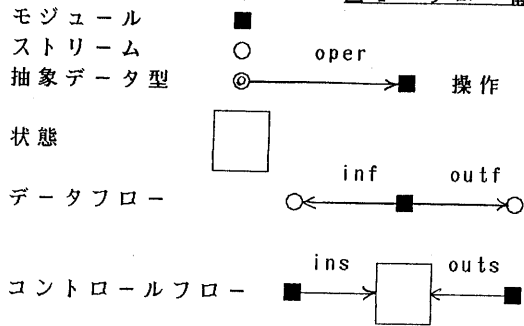 モジュール
ストリーム
oper
抽象データ型
操作
状態
inf outf
データフロー
ins outs
コントロールフロー